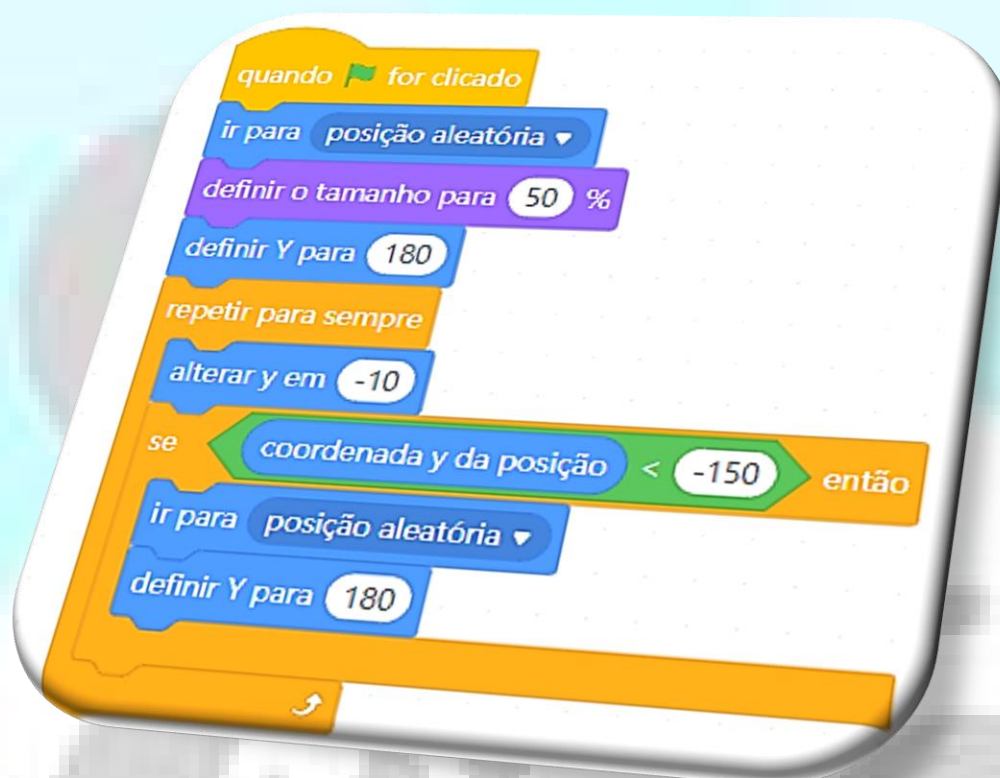 quando for clicado
ir para posição aleatória
definir o tamanho para 50 %
definir Y para 180
repetir para sempre
alterar y em -10
se coordenada y da posição < -150 então
ir para posição aleatória
definir Y para 180